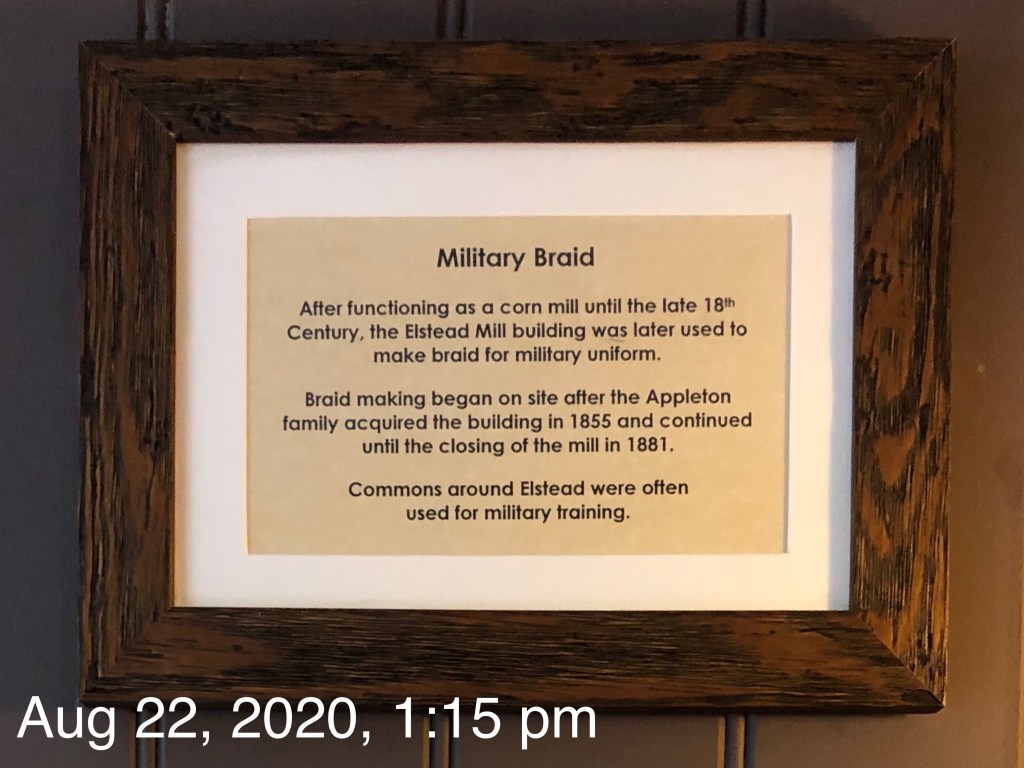 Military Braid
After functioning as a corn mill until the late 18th
Century, the Elstead Mill building was later used to
make braid for military uniform.
Braid making began on site after the Appleton
family acquired the building in 1855 and continued
until the closing of the mill in 1881.
Commons around Elstead were often
used for military training.
Aug 22, 2020, 1:15 pm